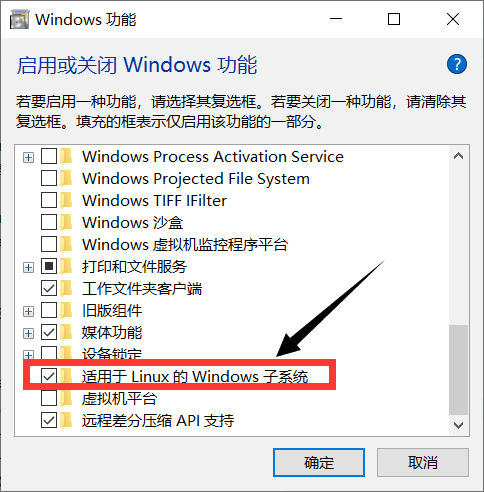 Windows 功能
启用或关闭 Windows 功能
?
若要启用一种功能，请选择其复选框。若要关闭一种功能，请清除其
复选框。填充的框表示仅启用该功能的一部分。
Windows Process Activation Service
Windows Projected File System
Windows TIFF IFilter
Windows 沙盒
Windows 虚拟机监控程序平台
打印和文件服务
工作文件夹客户端
旧版组件
媒体功能
设备锁定
适用于 Linux 的 Windows 子系统
虚拟机平台
远程差分压缩 API 支持
确定
取消